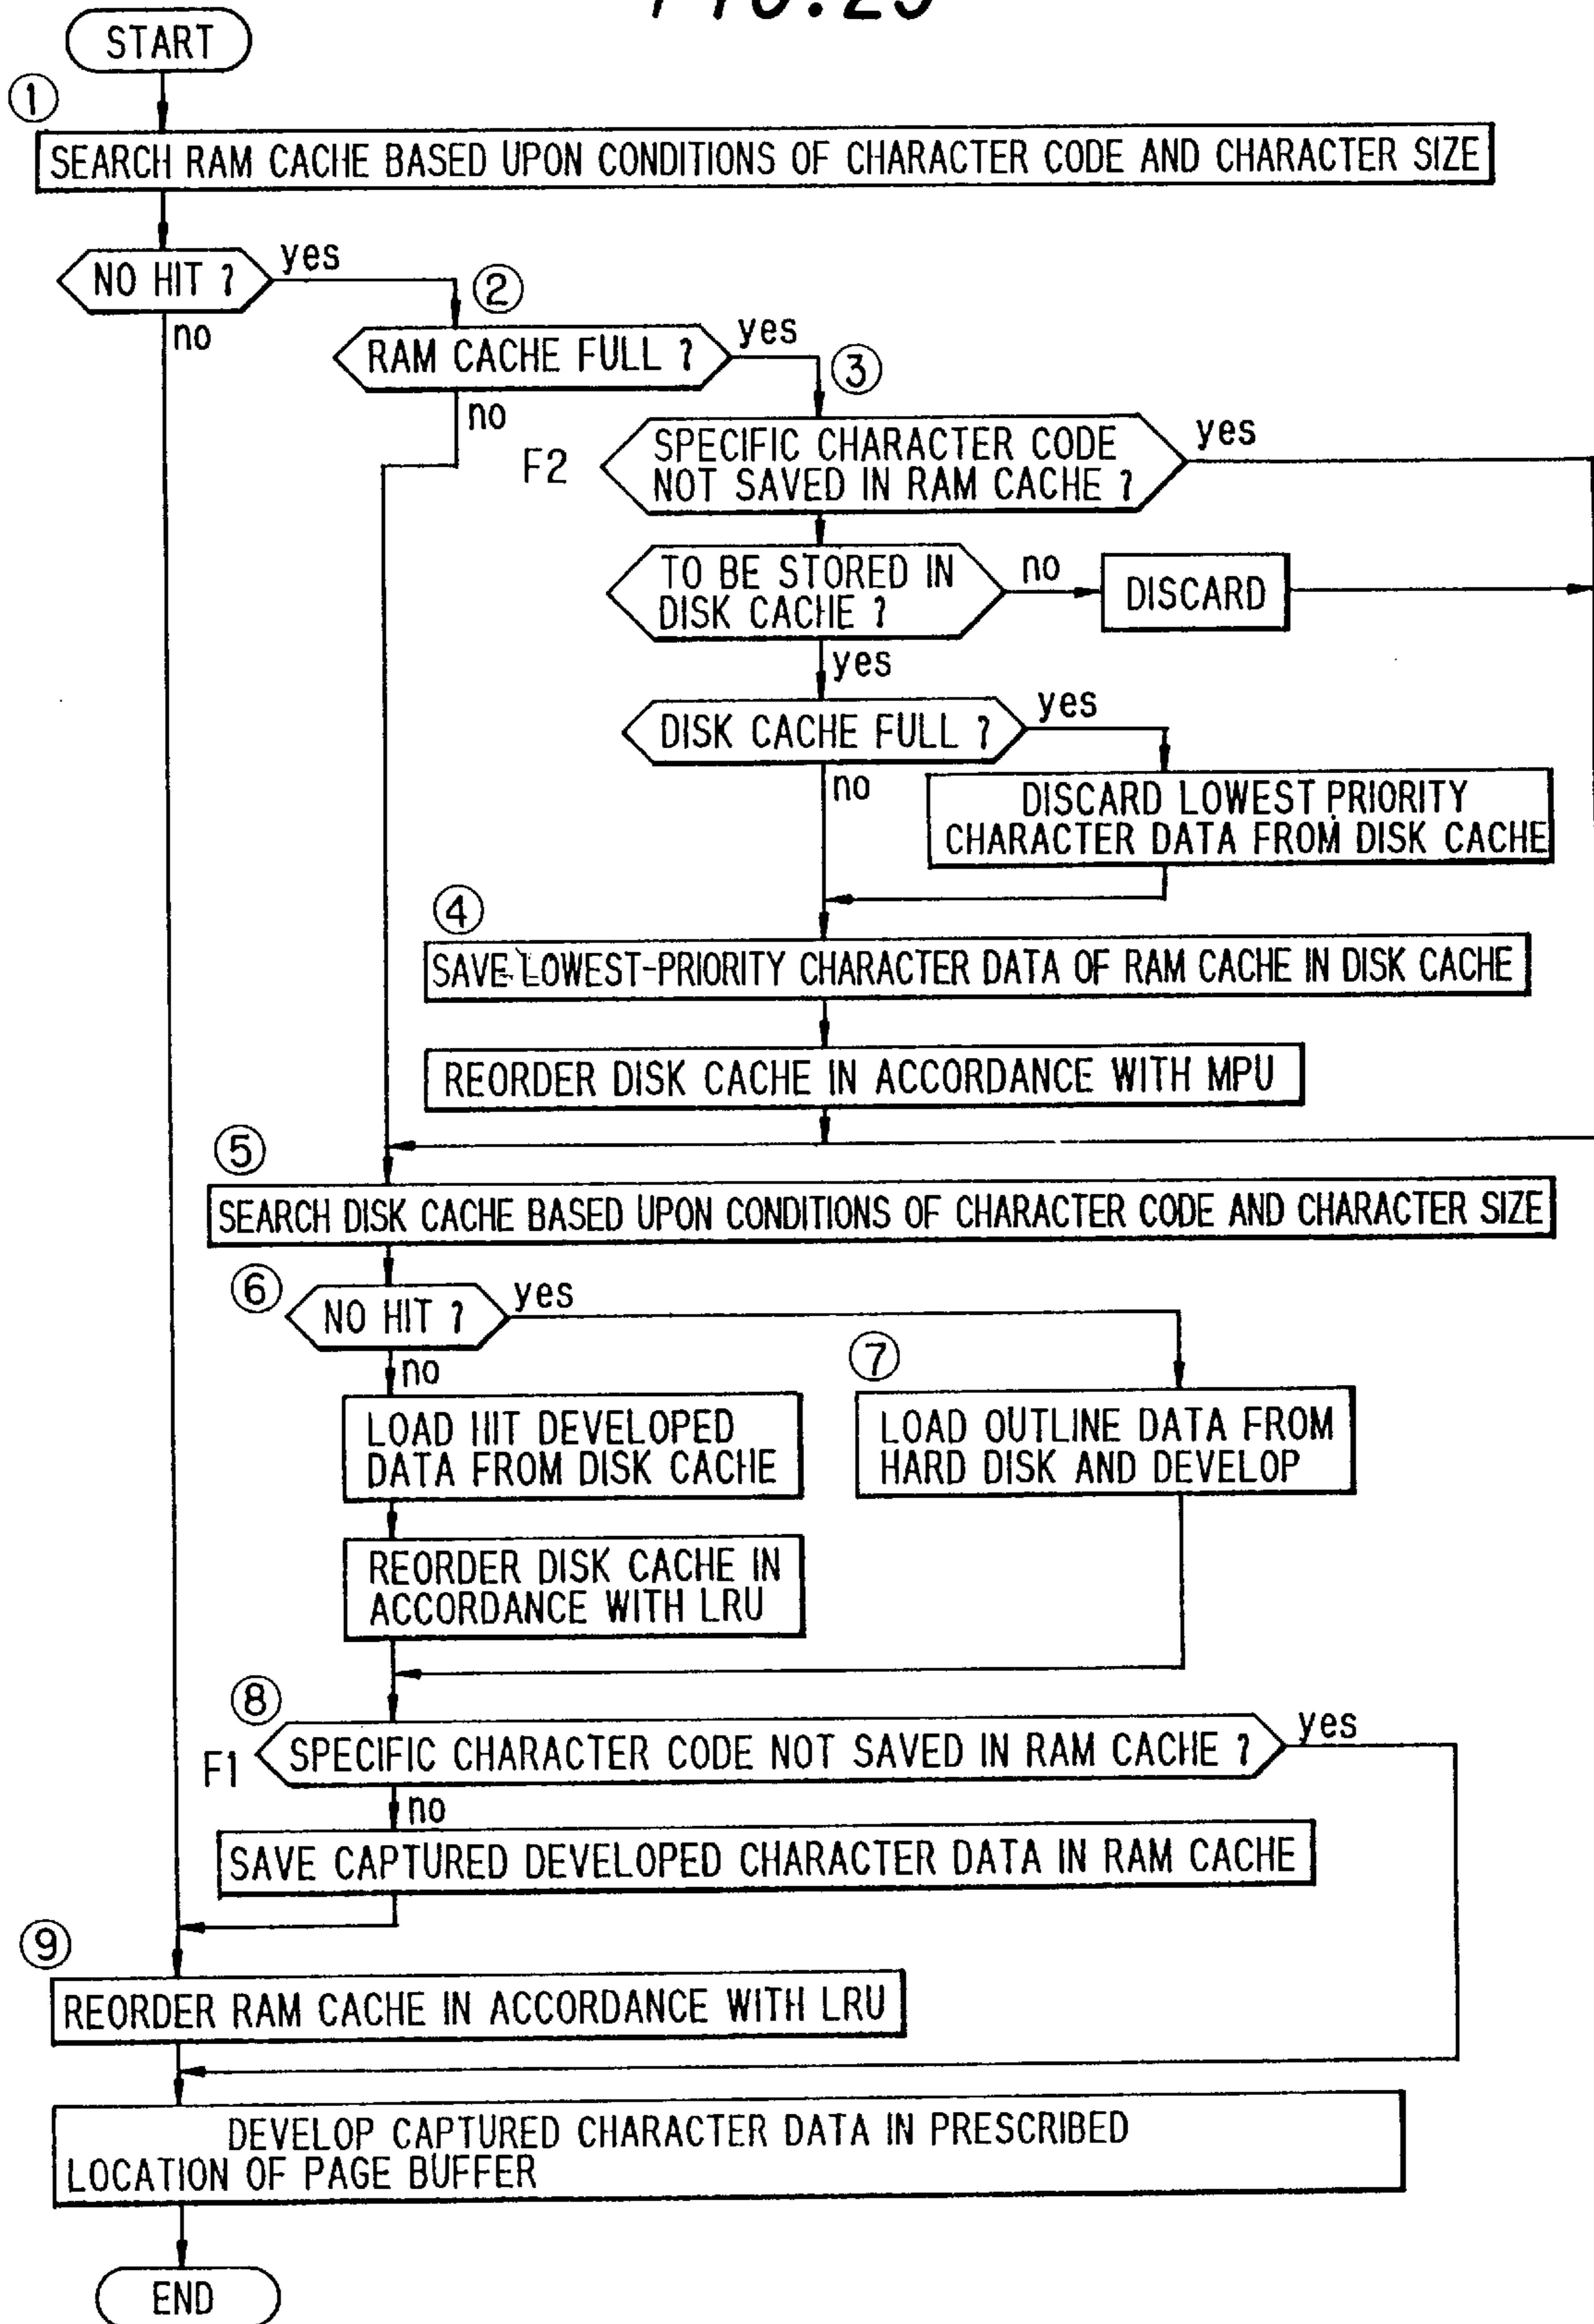 START
①
SEARCH RAM CACHE BASED UPON CONDITIONS OF CHARACTER CODE AND CHARACTER SIZE
NO HIT ?
yes
no
②
RAM CACHE FULL ?
yes
no
③
F2
SPECIFIC CHARACTER CODE
NOT SAVED IN RAM CACHE ?
yes
TO BE STORED IN
DISK CACHE ?
no
DISCARD
yes
DISK CACHE FULL ?
yes
no
DISCARD LOWEST PRIORITY
CHARACTER DATA FROM DISK CACHE
④
SAVE LOWEST-PRIORITY CHARACTER DATA OF RAM CACHE IN DISK CACHE
REORDER DISK CACHE IN ACCORDANCE WITH MPU
⑤
SEARCH DISK CACHE BASED UPON CONDITIONS OF CHARACTER CODE AND CHARACTER SIZE
⑥
NO HIT ?
yes
no
⑦
LOAD HIT DEVELOPED
DATA FROM DISK CACHE
LOAD OUTLINE DATA FROM
HARD DISK AND DEVELOP
REORDER DISK CACHE IN
ACCORDANCE WITH LRU
⑧
F1
SPECIFIC CHARACTER CODE NOT SAVED IN RAM CACHE ?
yes
no
SAVE CAPTURED DEVELOPED CHARACTER DATA IN RAM CACHE
⑨
REORDER RAM CACHE IN ACCORDANCE WITH LRU
DEVELOP CAPTURED CHARACTER DATA IN PRESCRIBED
LOCATION OF PAGE BUFFER
END